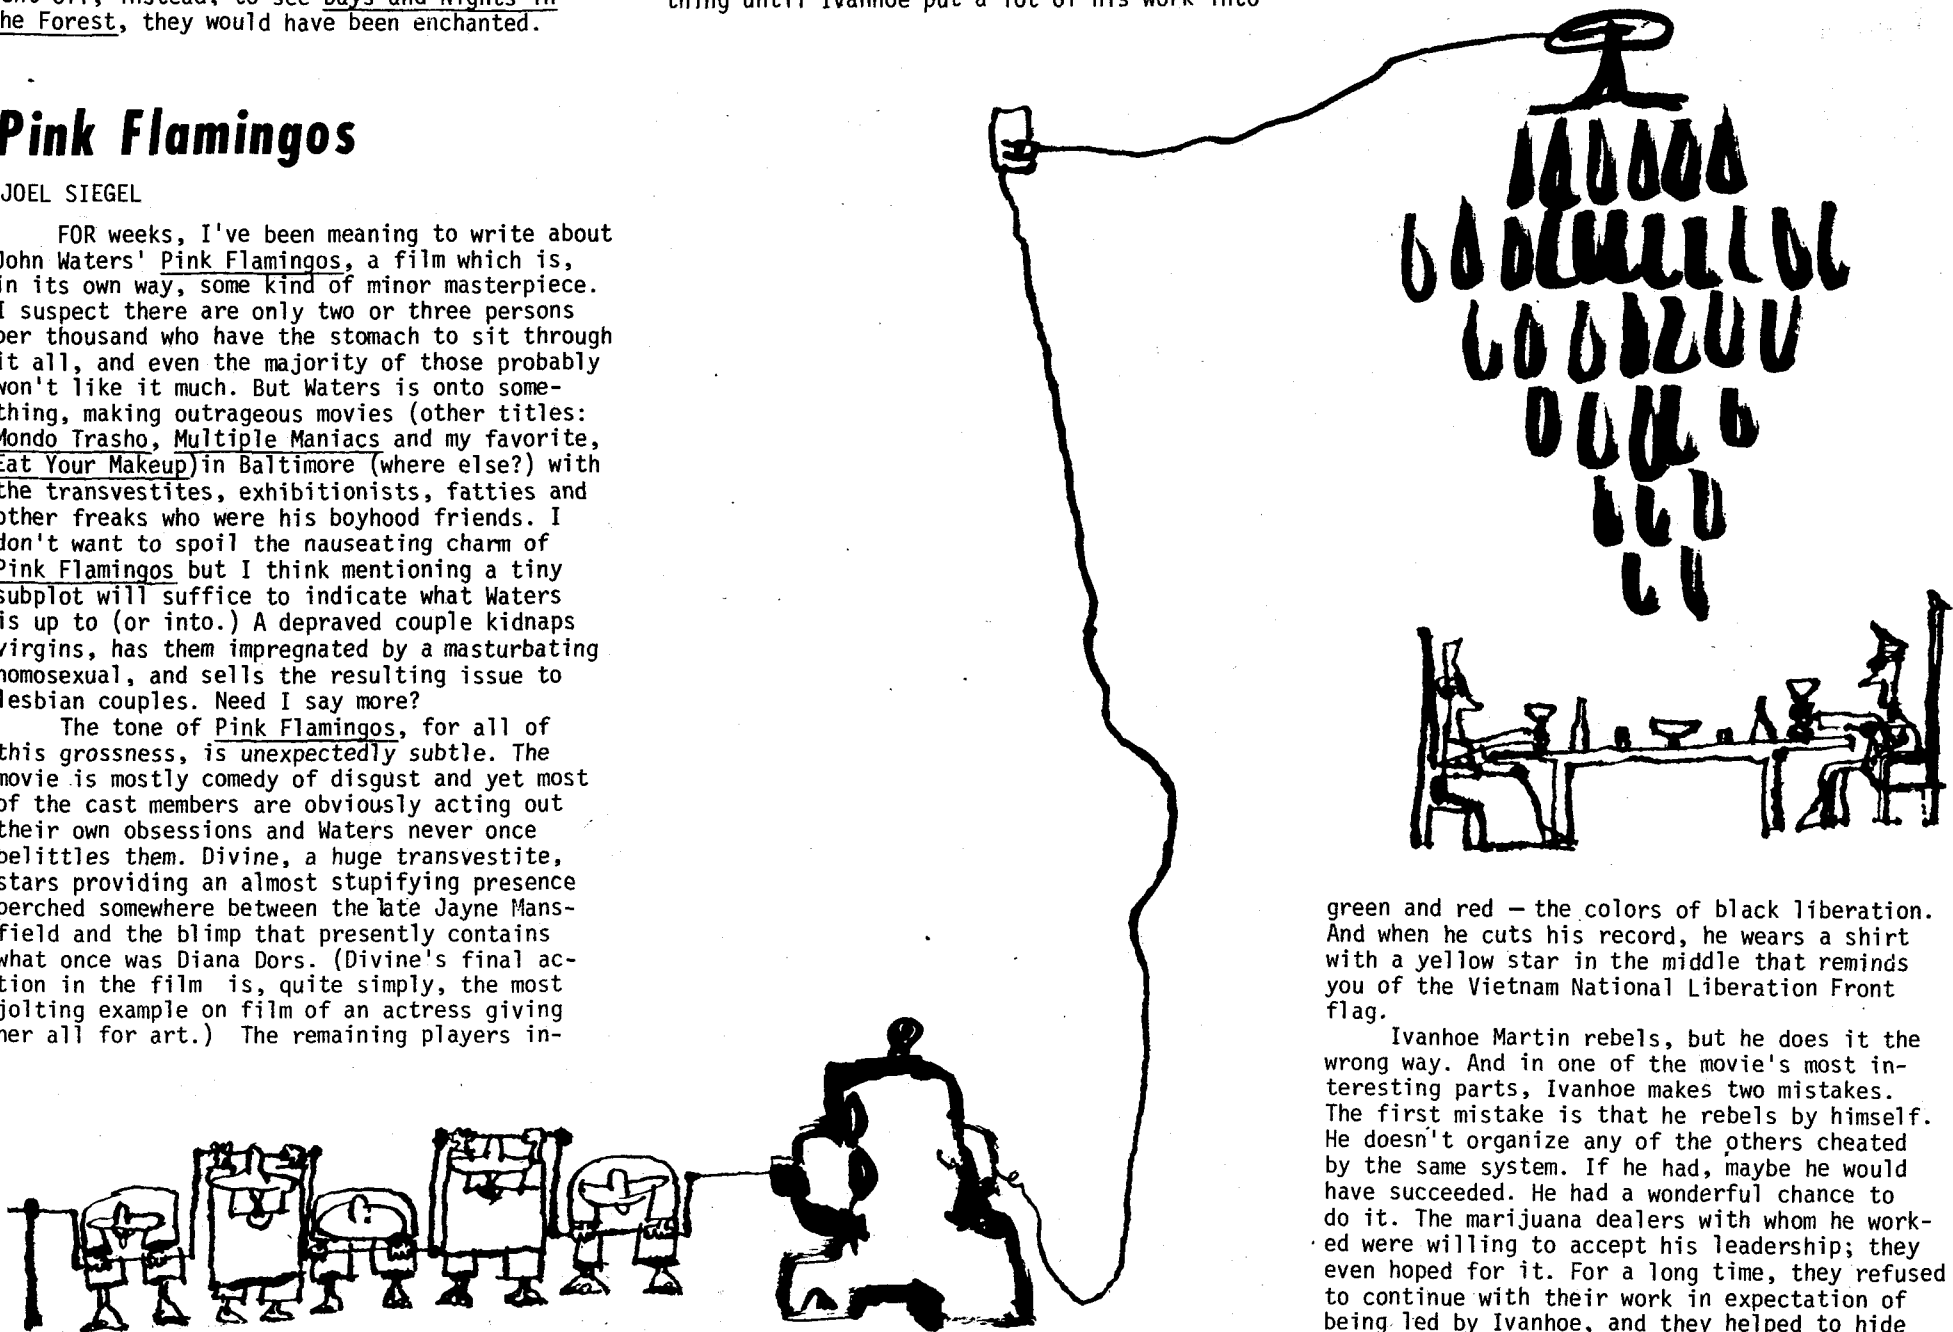 ent off, instead, to see Days and Nights in
he Forest, they would have been enchanted.
Pink Flamingos
JOEL SIEGEL
FOR weeks, I've been meaning to write about
John Waters' Pink Flamingos, a film which is,
in its own way, some kind of minor masterpiece.
I suspect there are only two or three persons
per thousand who have the stomach to sit through
it all, and even the majority of those probably
won't like it much. But Waters is onto some-
thing, making outrageous movies (other titles:
Mondo Trasho, Multiple Maniacs and my favorite,
Eat Your Makeup)in Baltimore (where else?) with
the transvestites, exhibitionists, fatties and
other freaks who were his boyhood friends. I
don't want to spoil the nauseating charm of
Pink Flamingos but I think mentioning a tiny
subplot will suffice to indicate what Waters
is up to (or into.) A depraved couple kidnaps
virgins, has them impregnated by a masturbating
homosexual, and sells the resulting issue to
lesbian couples. Need I say more?
The tone of Pink Flamingos, for all of
this grossness, is unexpectedly subtle. The
movie is mostly comedy of disgust and yet most
of the cast members are obviously acting out
their own obsessions and Waters never once
belittles them. Divine, a huge transvestite,
stars providing an almost stupifying presence
perched somewhere between the late Jayne Mans-
field and the blimp that presently contains
what once was Diana Dors. (Divine's final ac-
tion in the film is, quite simply, the most
jolting example on film of an actress giving
her all for art.) The remaining players in-
thing until Ivanhoe put a lot of his work into
green and red — the colors of black liberation.
And when he cuts his record, he wears a shirt
with a yellow star in the middle that reminds
you of the Vietnam National Liberation Front
flag.
Ivanhoe Martin rebels, but he does it the
wrong way. And in one of the movie's most in-
teresting parts, Ivanhoe makes two mistakes.
The first mistake is that he rebels by himself.
He doesn't organize any of the others cheated
by the same system. If he had, maybe he would
have succeeded. He had a wonderful chance to
do it. The marijuana dealers with whom he work-
ed were willing to accept his leadership; they
even hoped for it. For a long time, they refused
to continue with their work in expectation of
being led by Ivanhoe, and they helped to hide